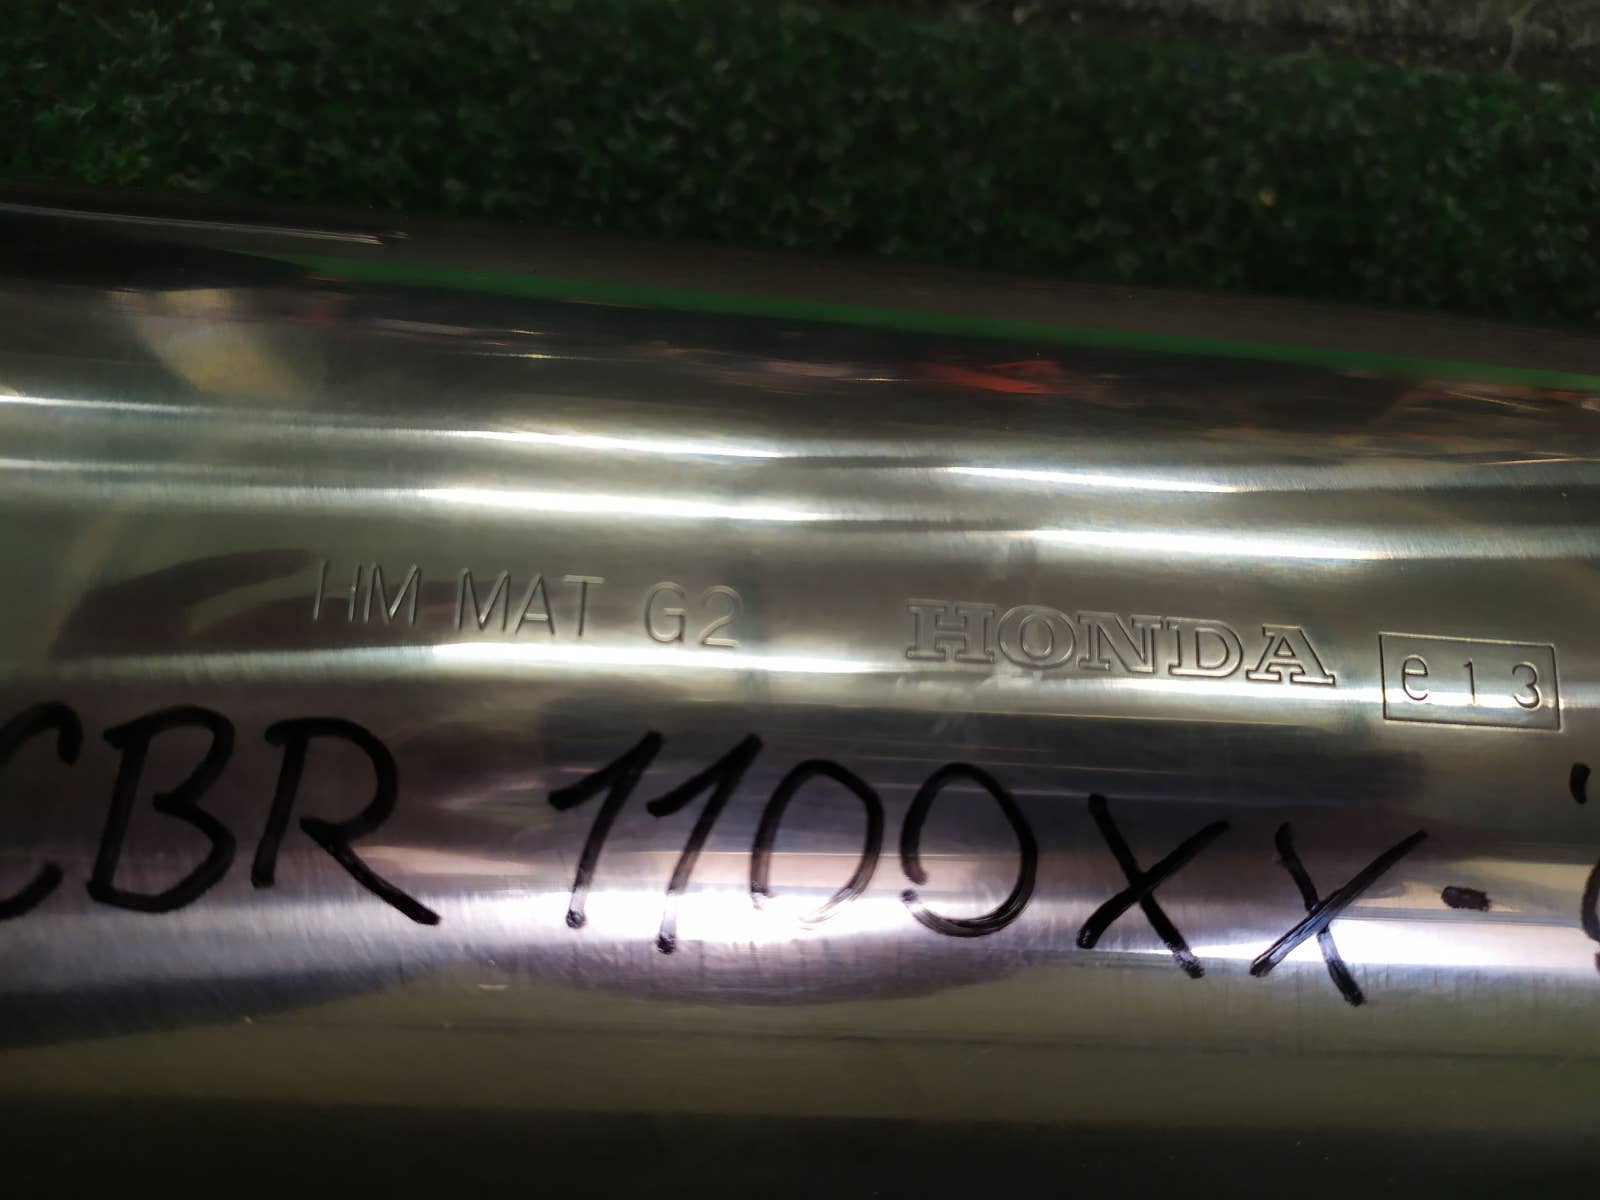 HM MAT G2 HONDA e13
CBR 1100XX-'